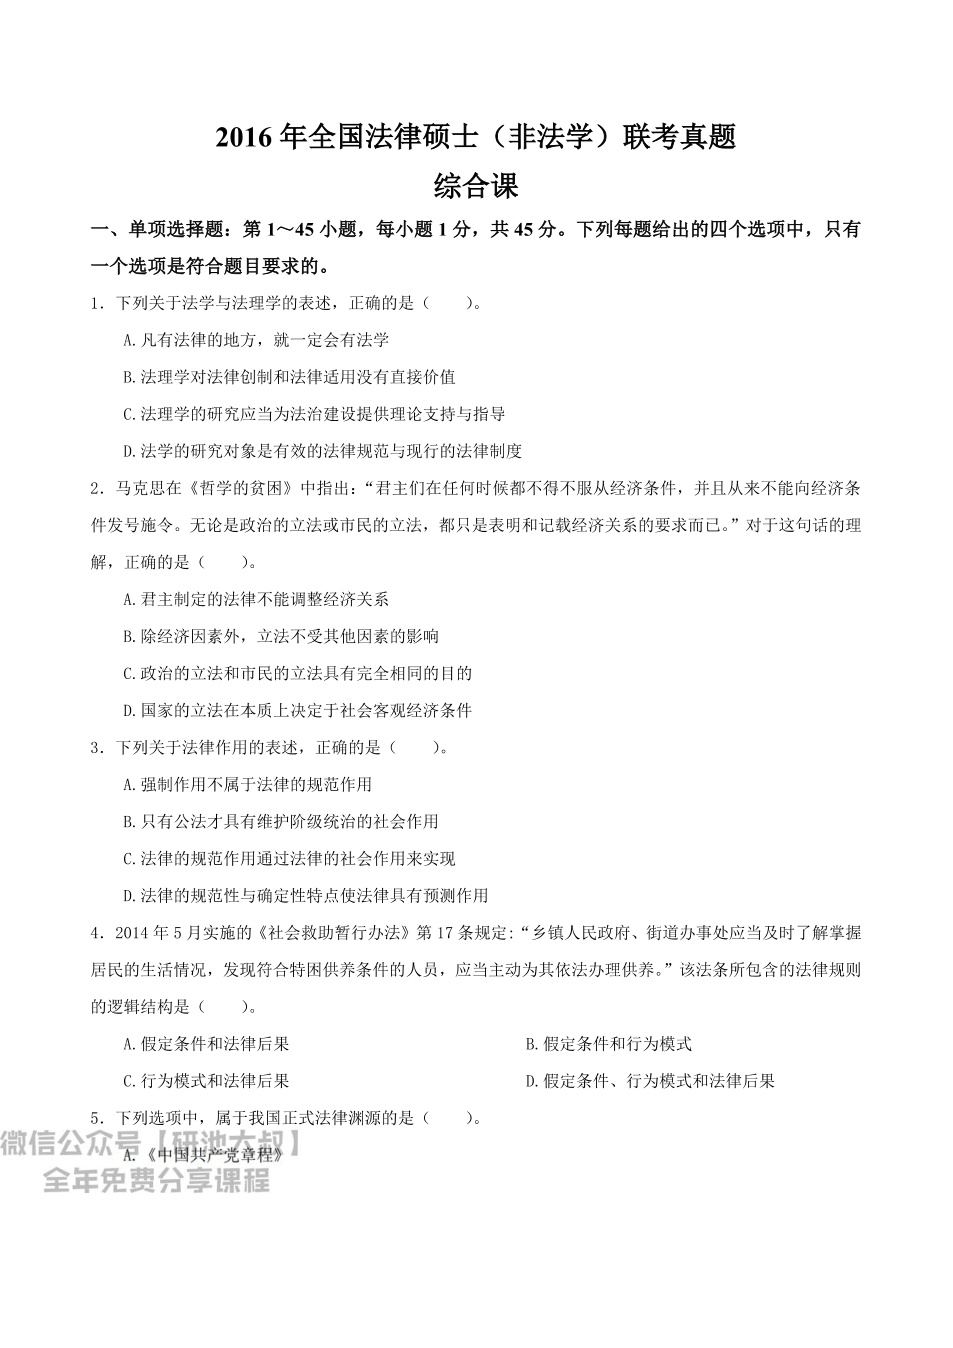 2016 年全国法律硕士（非法学）联考真题
综合课
一、单项选择题：第 1～45 小题，每小题 1 分，共 45 分。下列每题给出的四个选项中，只有
一个选项是符合题目要求的。
1．下列关于法学与法理学的表述，正确的是（　　）。
A.凡有法律的地方，就一定会有法学
B.法理学对法律创制和法律适用没有直接价值
C.法理学的研究应当为法治建设提供理论支持与指导
D.法学的研究对象是有效的法律规范与现行的法律制度
2．马克思在《哲学的贫困》中指出：“君主们在任何时候都不得不服从经济条件，并且从来不能向经济条
件发号施令。无论是政治的立法或市民的立法，都只是表明和记载经济关系的要求而已。”对于这句话的理
解，正确的是（　　）。
A.君主制定的法律不能调整经济关系
B.除经济因素外，立法不受其他因素的影响
C.政治的立法和市民的立法具有完全相同的目的
D.国家的立法在本质上决定于社会客观经济条件
3．下列关于法律作用的表述，正确的是（　　）。
A.强制作用不属于法律的规范作用
B.只有公法才具有维护阶级统治的社会作用
C.法律的规范作用通过法律的社会作用来实现
D.法律的规范性与确定性特点使法律具有预测作用
4．2014 年 5 月实施的《社会救助暂行办法》第 17 条规定:“乡镇人民政府、街道办事处应当及时了解掌握
居民的生活情况，发现符合特困供养条件的人员，应当主动为其依法办理供养。”该法条所包含的法律规则
的逻辑结构是（　　）。
A.假定条件和法律后果 B.假定条件和行为模式
C.行为模式和法律后果 D.假定条件、行为模式和法律后果
5．下列选项中，属于我国正式法律渊源的是（　　）。
微信公众号【研池大叔】
A.《中国共产党章程》
全年免费分享课程